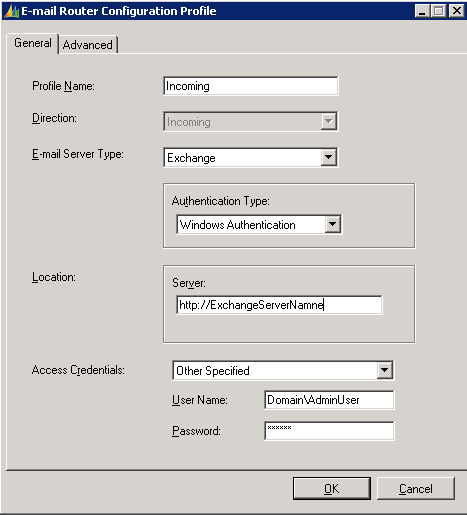 E-mail Router Configuration Profile
General
Advanced
Profile Name:
Incoming
Direction:
Incoming
E-mail Server Type:
Exchange
Authentication Type:
Windows Authentication
Location:
Server:
http://ExchangeServerNamne
Access Credentials:
Other Specified
User Name:
Domain\AdminUser
Password:
******
OK
Cancel